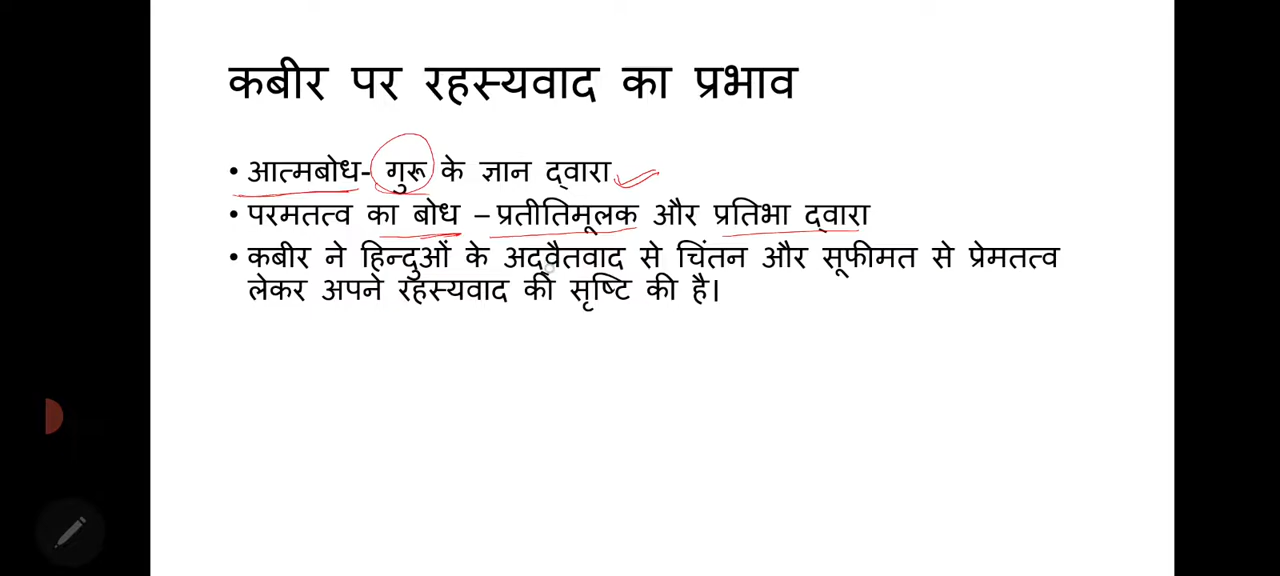 कबीर पर रहस्यवाद का प्रभाव
• आत्मबोध- गुरू के ज्ञान द्वारा
• परमतत्व का बोध – प्रतीतिमूलक और प्रतिभा द्वारा
• कबीर ने हिन्दुओं के अद्वैतवाद से चिंतन और सूफीमत से प्रेमतत्व
लेकर अपने रहस्यवाद की सृष्टि की है।